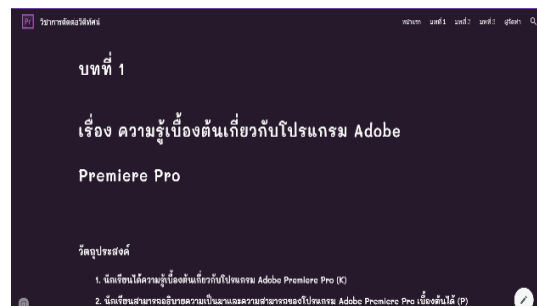 Pr วิชาการตัดต่อวิดีทัศน์
หน้าแรก บทที่ 1 บทที่ 2 บทที่ 3 ผู้จัดทำ
บทที่ 1
เรื่อง ความรู้เบื้องต้นเกี่ยวกับโปรแกรม Adobe
Premiere Pro
วัตถุประสงค์
1. นักเรียนได้ความรู้เบื้องต้นเกี่ยวกับโปรแกรม Adobe Premiere Pro (K)
2. นักเรียนสามารถอธิบายความเป็นมาและความสามารถของโปรแกรม Adobe Premiere Pro เบื้องต้นได้ (P)